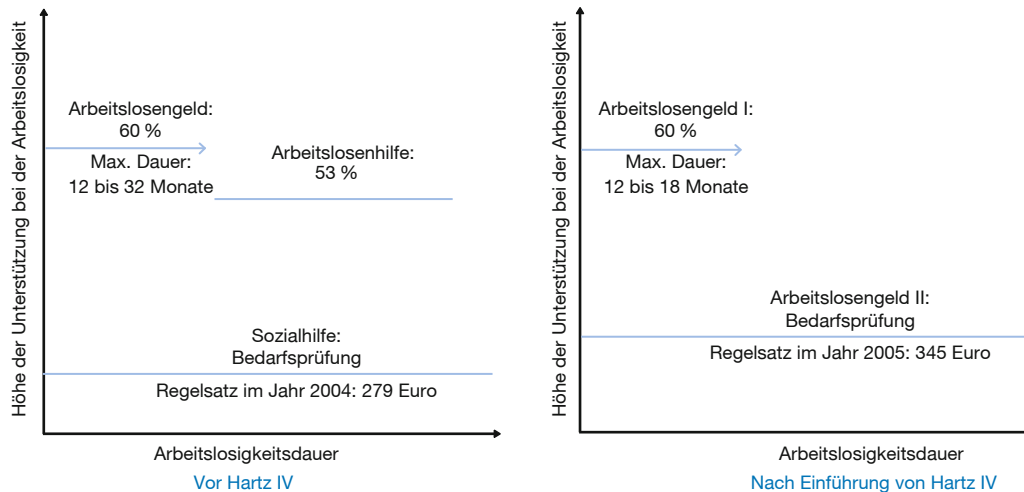 Höhe der Unterstützung bei der Arbeitslosigkeit
Arbeitslosengeld:
60 %
Max. Dauer:
12 bis 32 Monate
Arbeitslosenhilfe:
53 %
Sozialhilfe:
Bedarfsprüfung
Regelsatz im Jahr 2004: 279 Euro
Arbeitslosigkeitsdauer
Vor Hartz IV
Höhe der Unterstützung bei der Arbeitslosigkeit
Arbeitslosengeld I:
60 %
Max. Dauer:
12 bis 18 Monate
Arbeitslosengeld II:
Bedarfsprüfung
Regelsatz im Jahr 2005: 345 Euro
Arbeitslosigkeitsdauer
Nach Einführung von Hartz IV